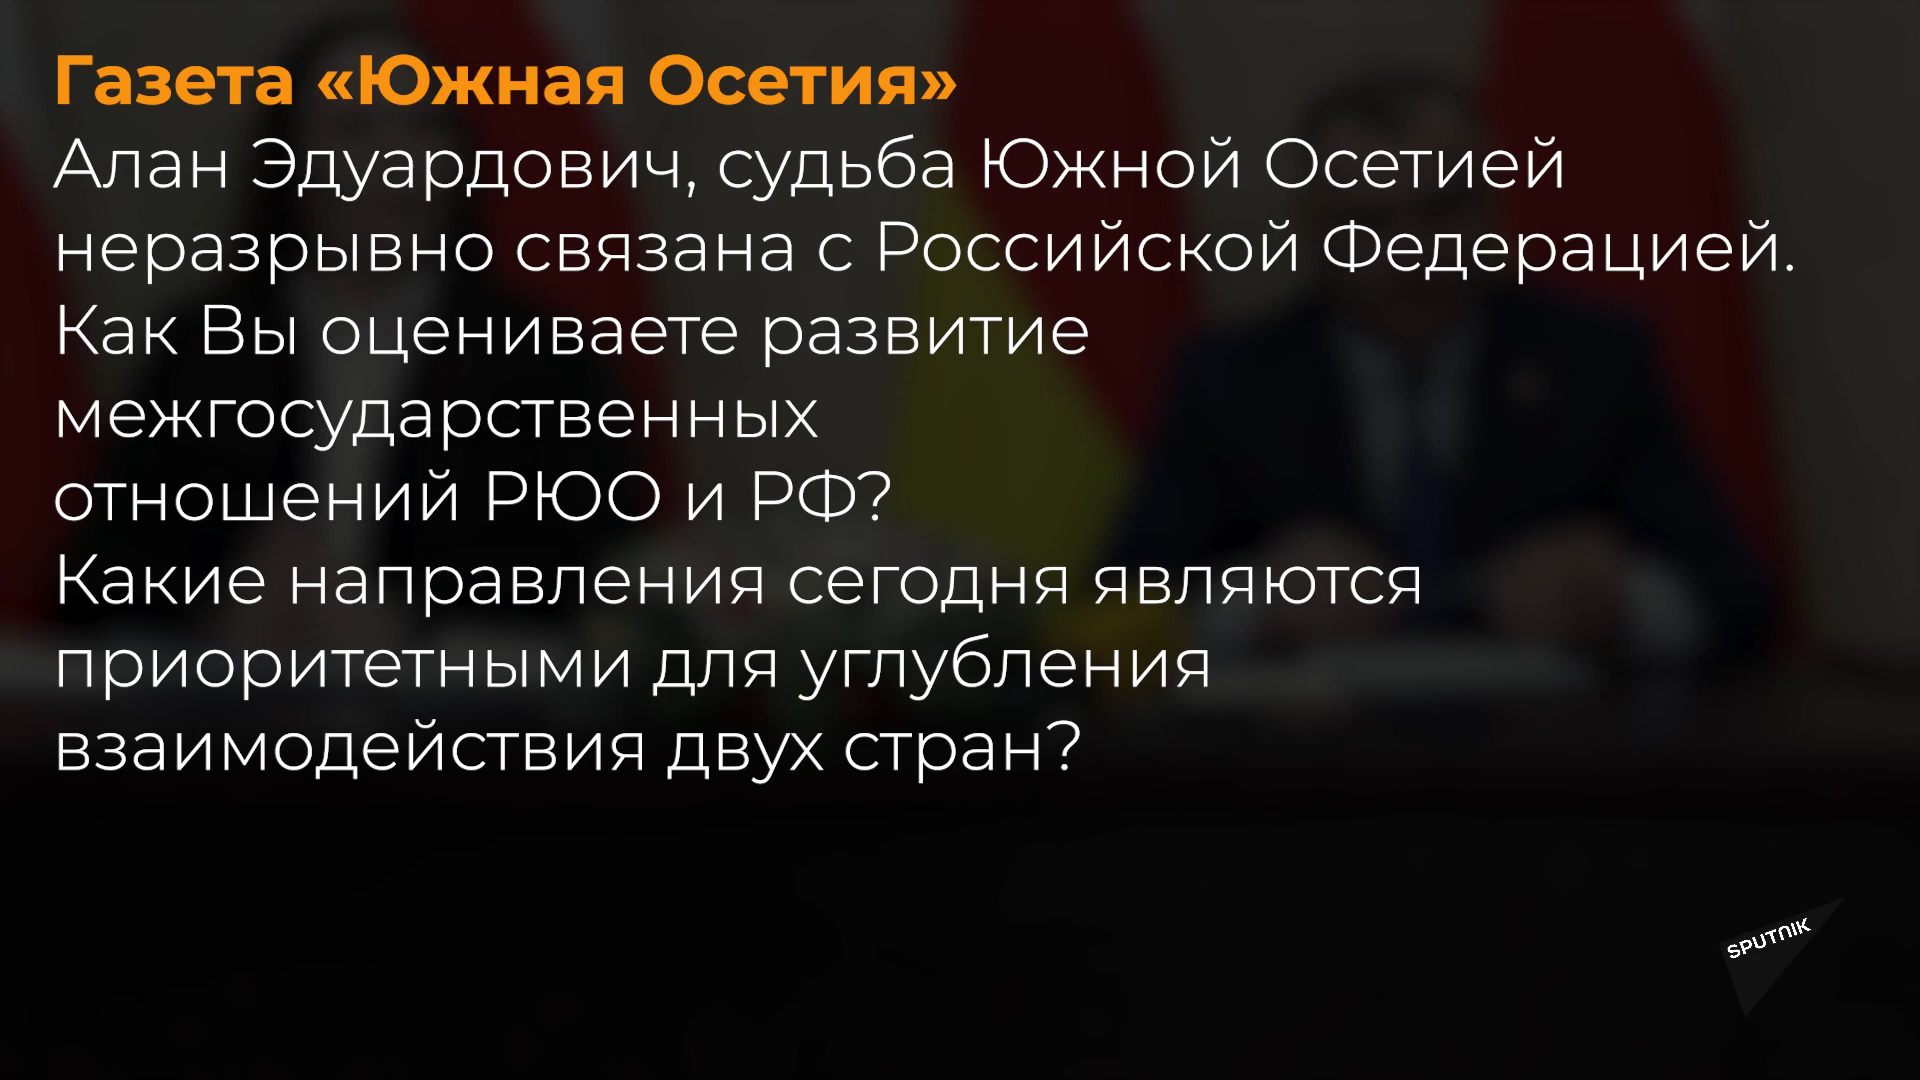 Газета «Южная Осетия»
Алан Эдуардович, судьба Южной Осетией
неразрывно связана с Российской Федерацией.
Как Вы оцениваете развитие
межгосударственных
отношений РЮО и РФ?
Какие направления сегодня являются
приоритетными для углубления
взаимодействия двух стран?
SPUTNIK